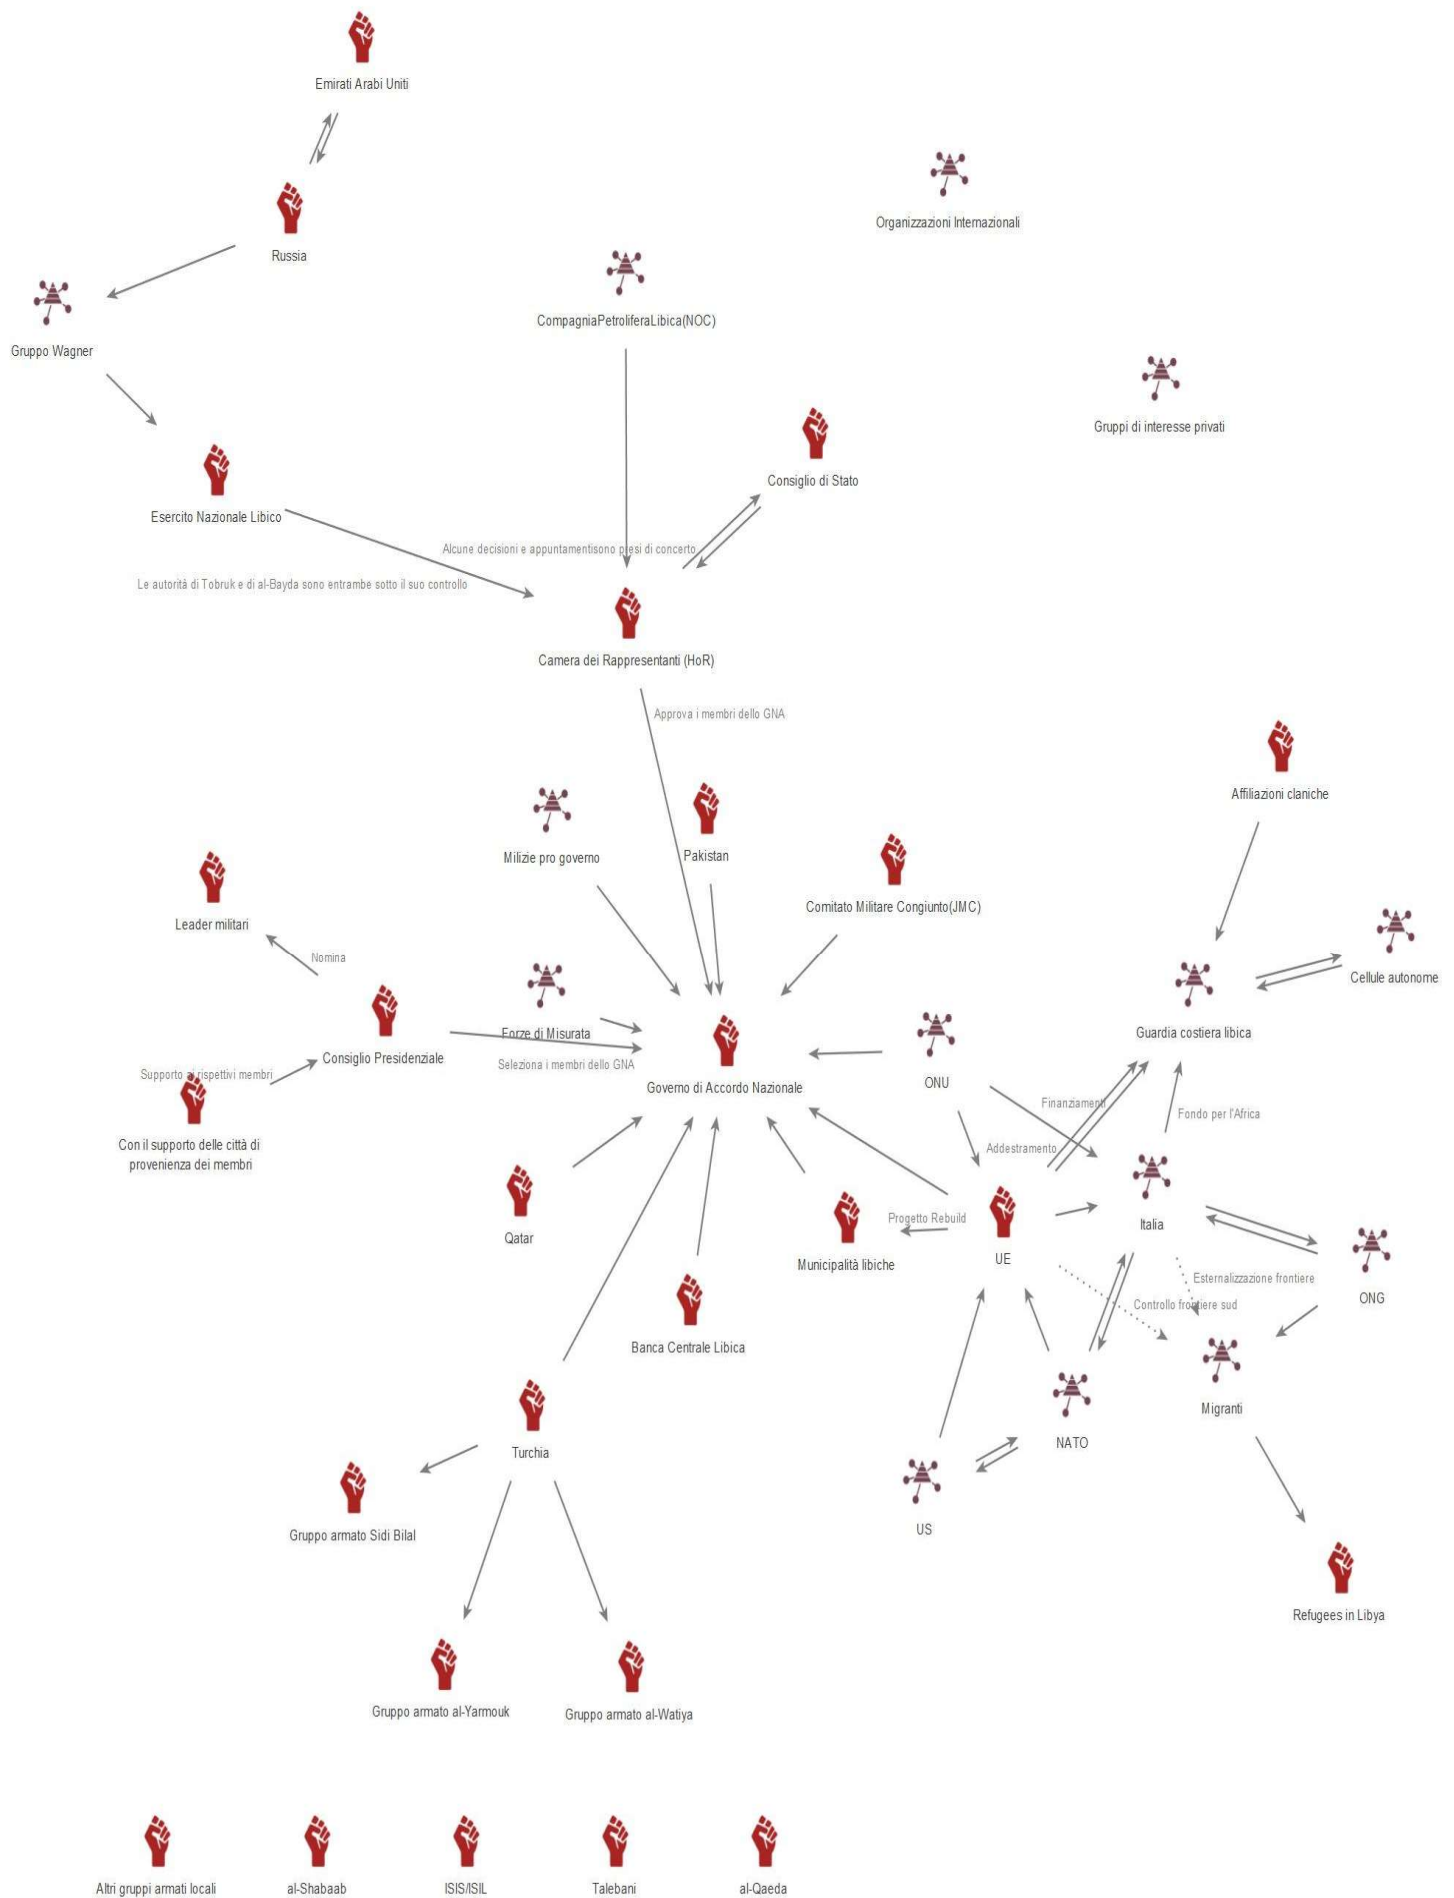 Emirati Arabi Uniti
Organizzazioni Internazionali
Russia
CompagniaPetroliferaLibica(NOC)
Gruppo Wagner
Gruppi di interesse privati
Consiglio di Stato
Esercito Nazionale Libico
Alcune decisioni e appuntamentisono presi di concerto
Le autorità di Tobruk e di al-Bayda sono entrambe sotto il suo controllo
Camera dei Rappresentanti (HoR)
Approva i membri dello GNA
Affiliazioni claniche
Milizie pro governo
Pakistan
Comitato Militare Congiunto(JMC)
Leader militari
Nomina
Cellule autonome
Forze di Misurata
Guardia costiera libica
Consiglio Presidenziale
Seleziona i membri dello GNA
Supporto ai rispettivi membri
Governo di Accordo Nazionale
ONU
Finanziamenti
Fondo per l'Africa
Con il supporto delle città di
provenienza dei membri
Addestramento
Progetto Rebuild
Italia
Qatar
Municipalità libiche
UE
Esternalizzazione frontiere
ONG
Controllo frontiere sud
Banca Centrale Libica
Migranti
NATO
Turchia
US
Gruppo armato Sidi Bilal
Refugees in Libya
Gruppo armato al-Yarmouk
Gruppo armato al-Watiya
Altri gruppi armati locali
al-Shabaab
ISIS/ISIL
Talebani
al-Qaeda